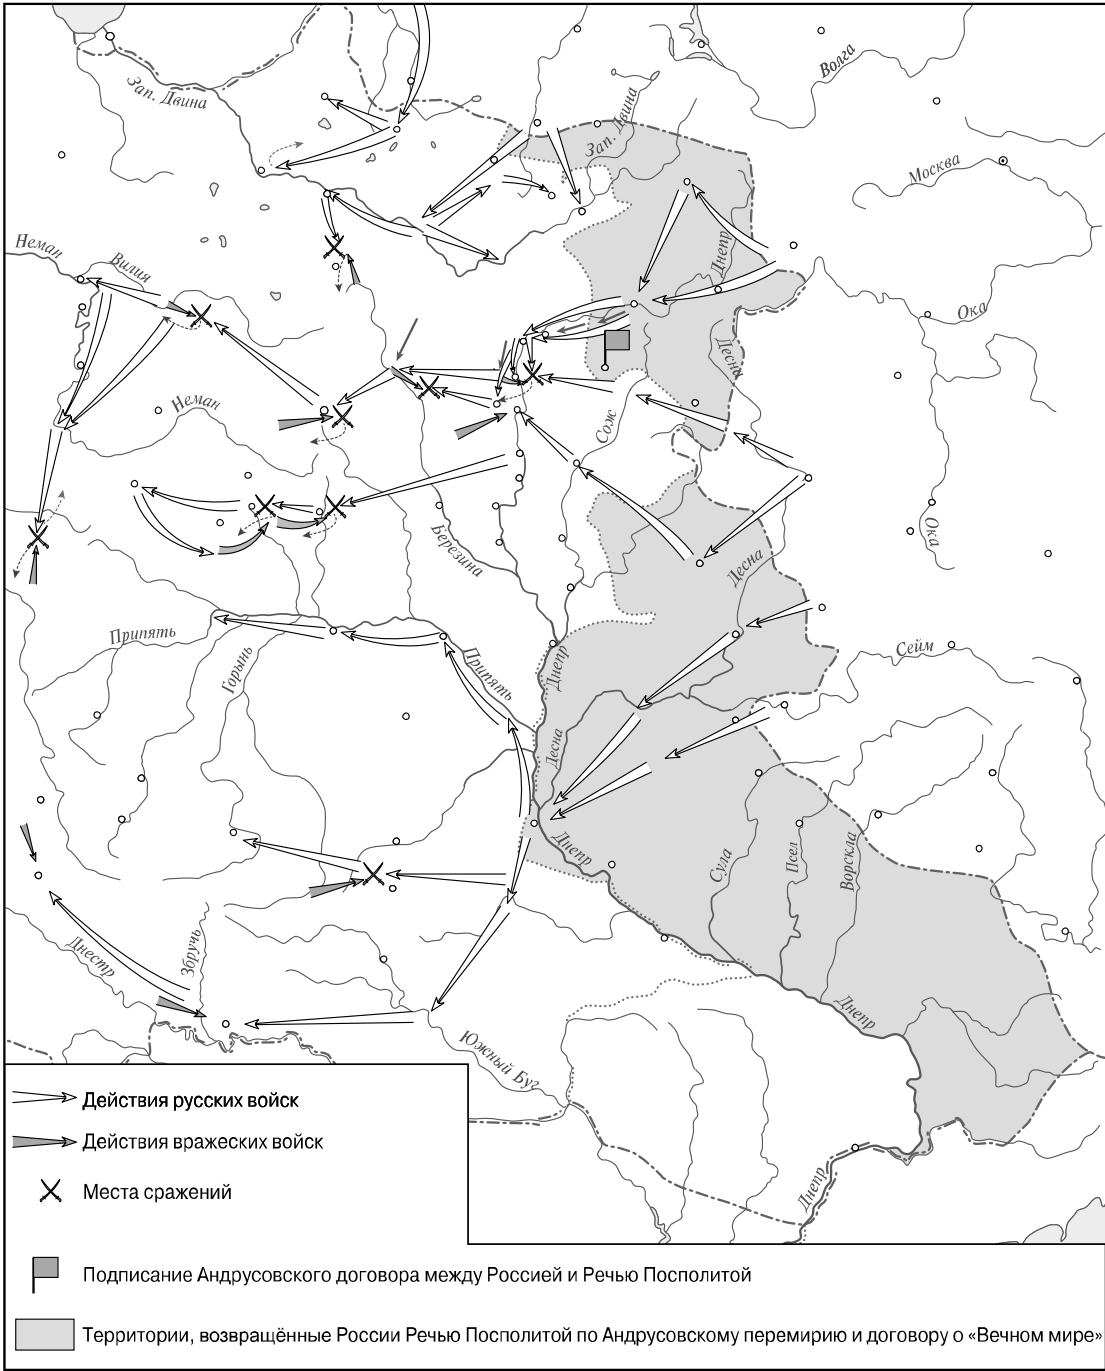 Волга
Зап. Двина
Зап. Двина
Москва
Неман
Вилия
Днепр
Ока
Десна
Неман
Сож
Ока
Березина
Десна
Припять
Сейм
Горынь
Припять
Днепр
Десна
Днепр
Сула
Псел
Ворскла
Днестр
Збручь
Днепр
Южный Буг
Днепр
Действия русских войск
Действия вражеских войск
Места сражений
Подписание Андрусовского договора между Россией и Речью Посполитой
Территории, возвращённые России Речью Посполитой по Андрусовскому перемирию и договору о «Вечном мире»